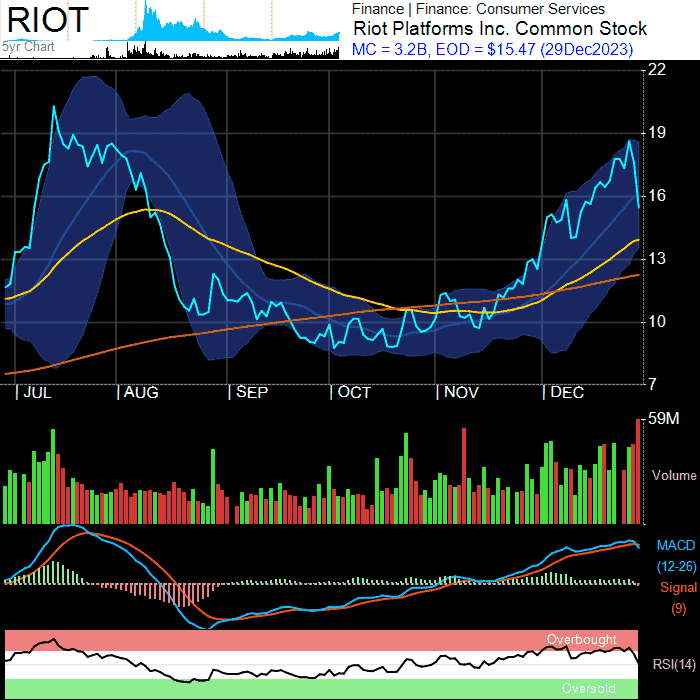 RIOT
5yr Chart
Finance | Finance: Consumer Services
Riot Platforms Inc. Common Stock
MC = 3.2B, EOD = $15.47 (29Dec2023)
22
19
16
13
10
7
| JUL | AUG | SEP | OCT | NOV | DEC
59M
Volume
MACD
(12-26)
Signal
(9)
Overbought
RSI(14)
Oversold